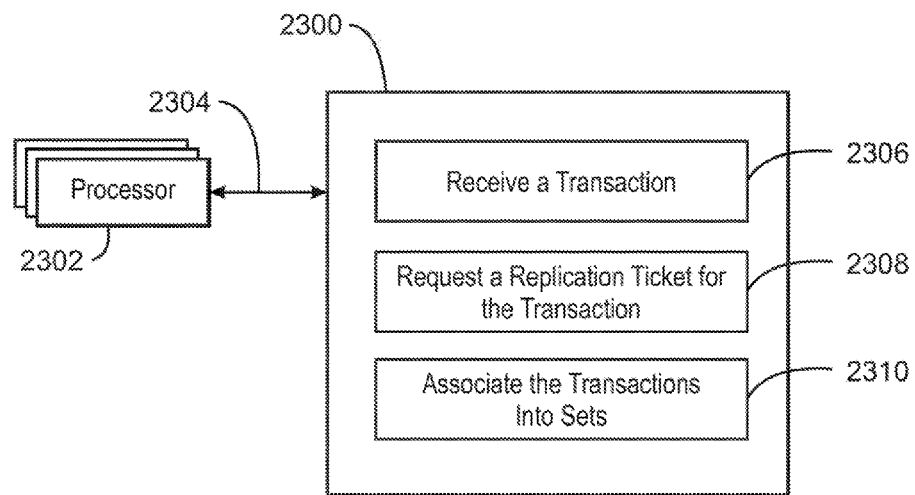 2300
2304
2306
Processor
Receive a Transaction
2302
2308
Request a Replication Ticket for
the Transaction
2310
Associate the Transactions
Into Sets